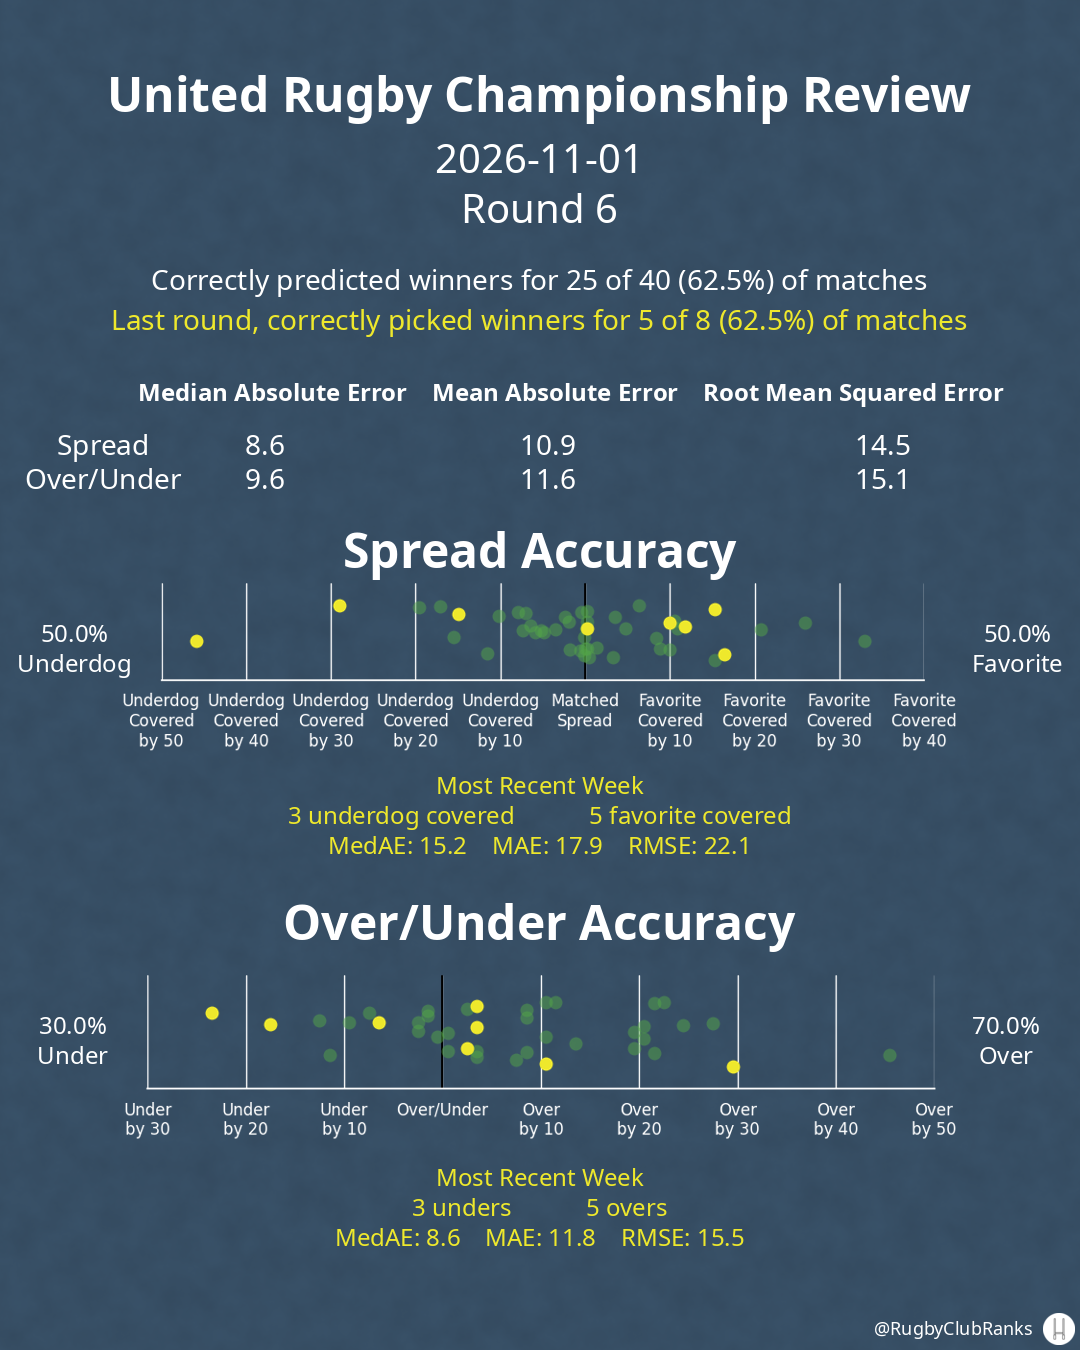 United Rugby Championship Review
2026-11-01
Round 6
Correctly predicted winners for 25 of 40 (62.5%) of matches
Last round, correctly picked winners for 5 of 8 (62.5%) of matches
Median Absolute Error Mean Absolute Error Root Mean Squared Error
Spread 8.6 10.9 14.5
Over/Under 9.6 11.6 15.1
Spread Accuracy
50.0% 50.0%
Underdog Favorite
Underdog Underdog Underdog Underdog Underdog Matched Favorite Favorite Favorite Favorite
Covered Covered Covered Covered Covered Spread Covered Covered Covered Covered
by 50 by 40 by 30 by 20 by 10 by 10 by 20 by 30 by 40
Most Recent Week
3 underdog covered 5 favorite covered
MedAE: 15.2 MAE: 17.9 RMSE: 22.1
Over/Under Accuracy
30.0% 70.0%
Under Over
Under Under Under Over/Under Over Over Over Over Over
by 30 by 20 by 10 by 10 by 20 by 30 by 40 by 50
Most Recent Week
3 unders 5 overs
MedAE: 8.6 MAE: 11.8 RMSE: 15.5
@RugbyClubRanks